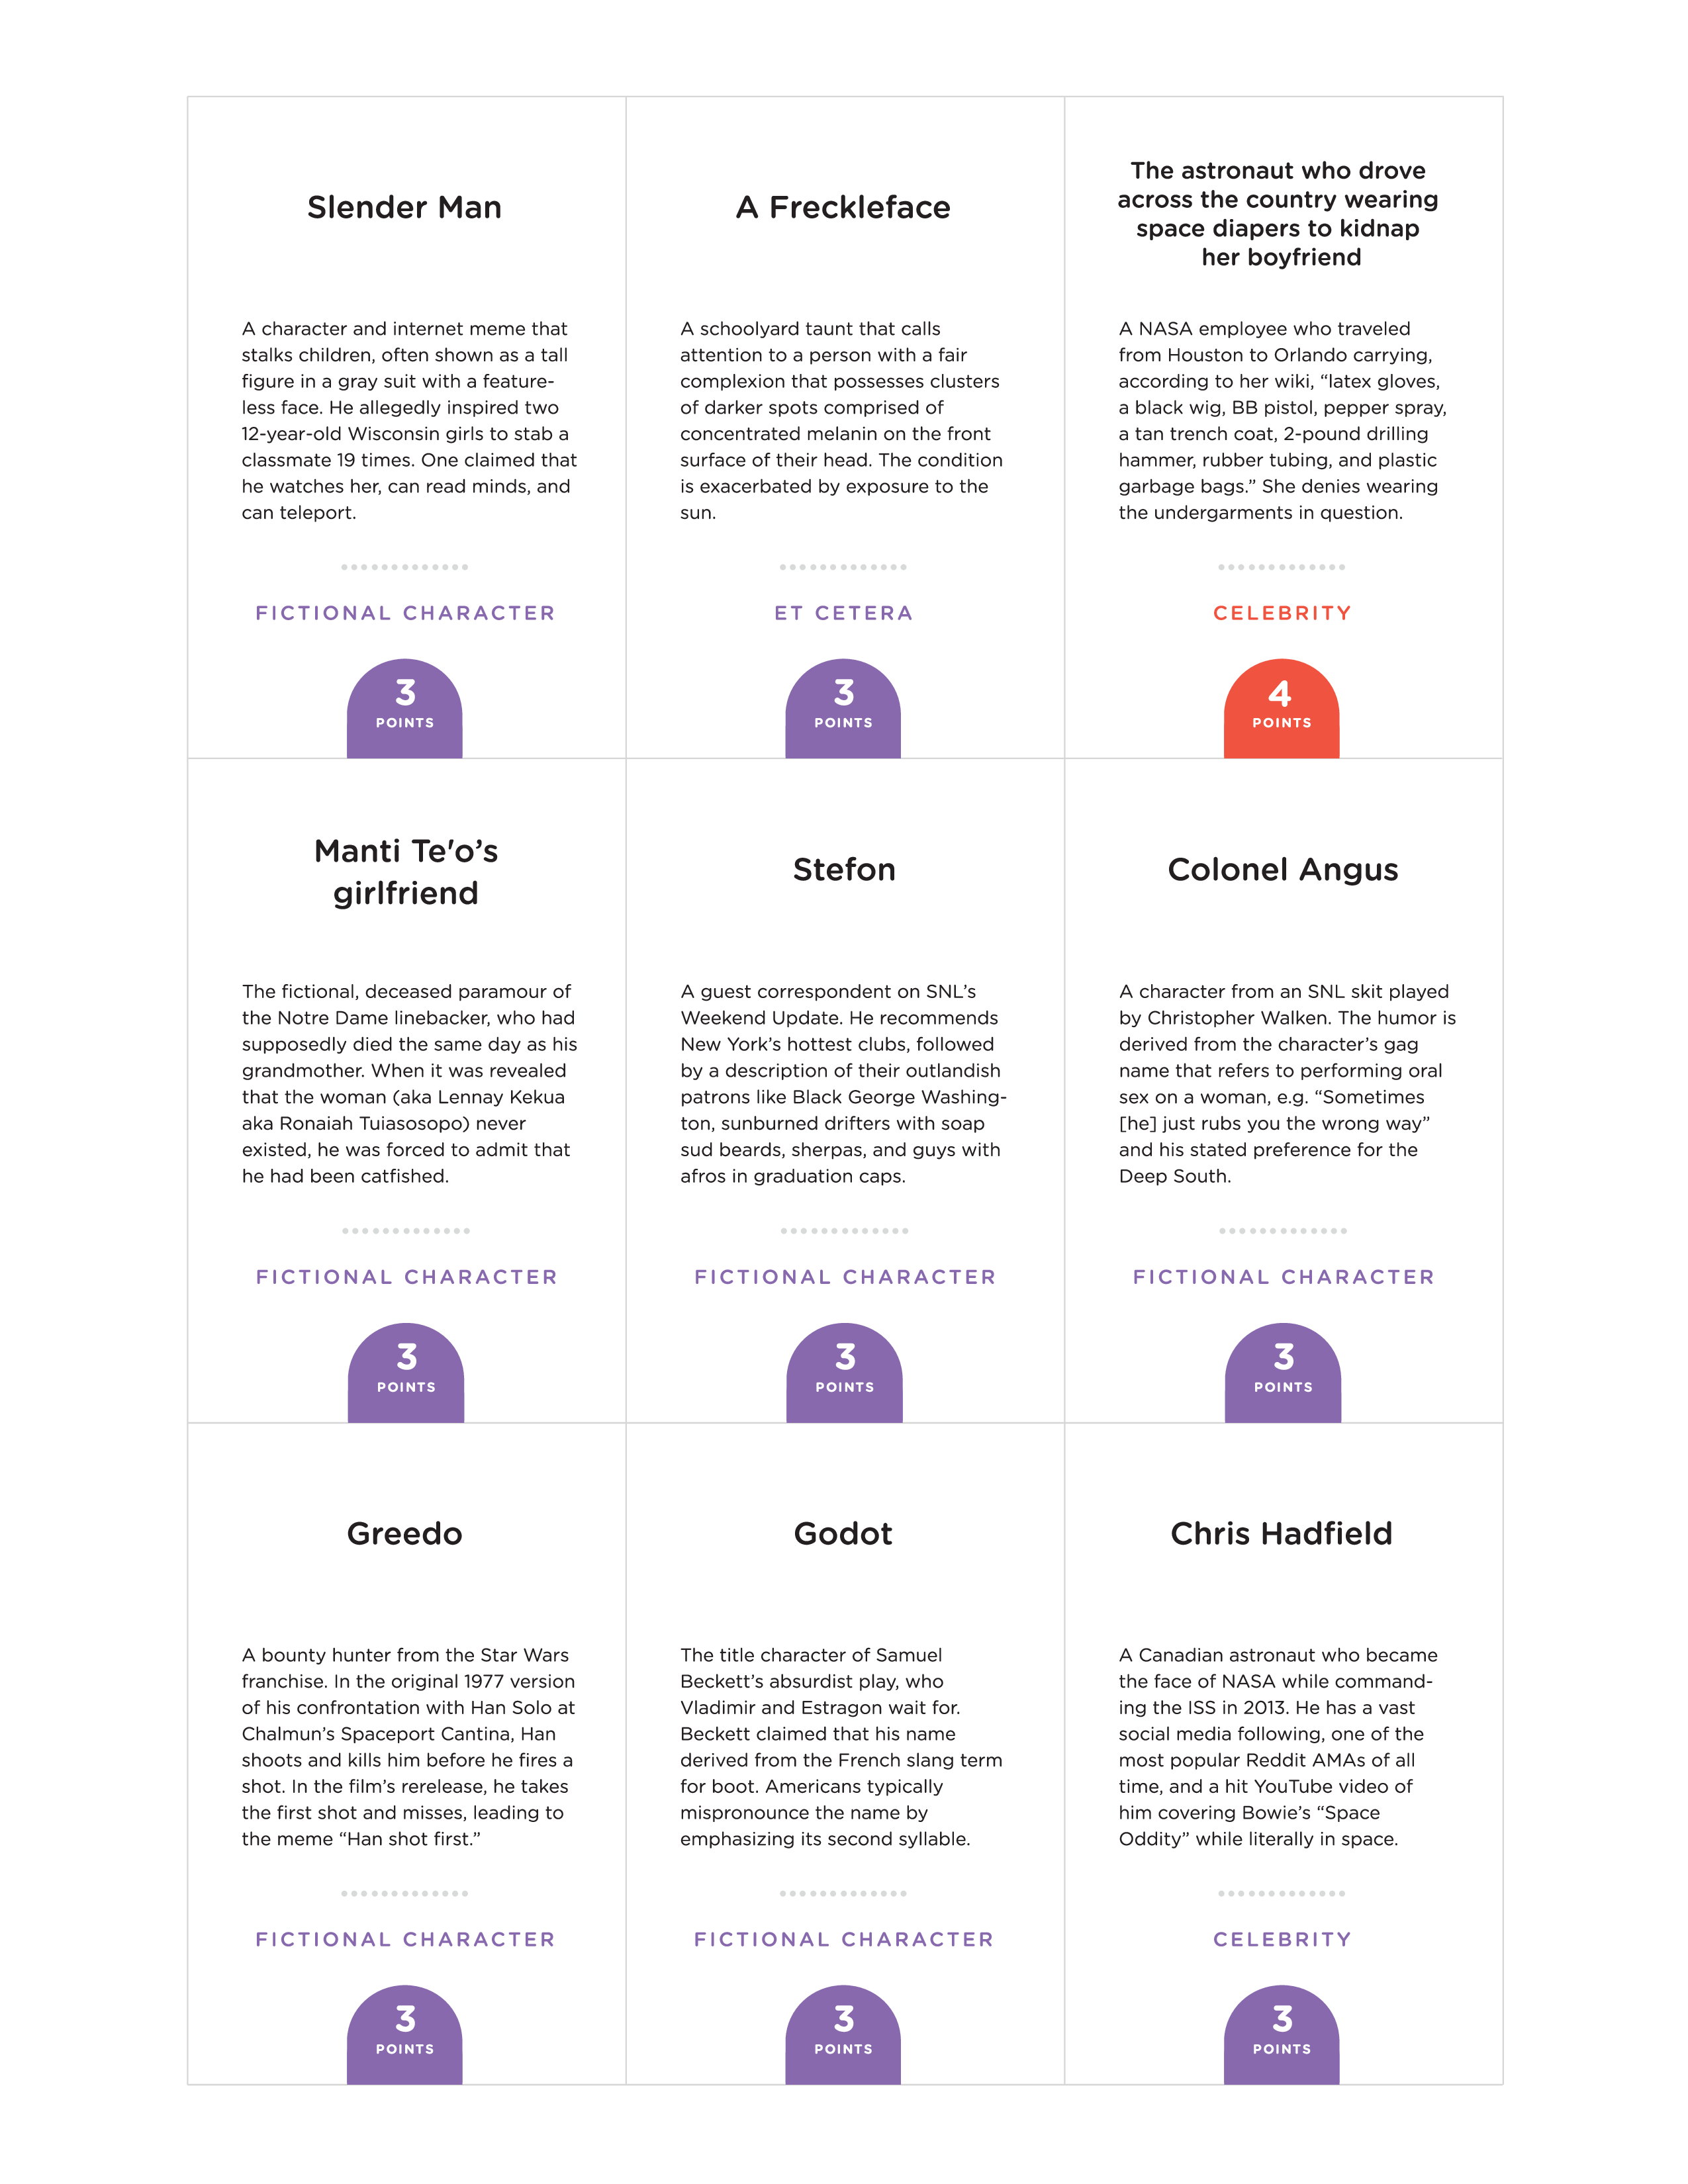 Slender Man
A character and internet meme that
stalks children, often shown as a tall
figure in a gray suit with a feature-
less face. He allegedly inspired two
12-year-old Wisconsin girls to stab a
classmate 19 times. One claimed that
he watches her, can read minds, and
can teleport.
FICTIONAL CHARACTER
3
POINTS
A Freckleface
A schoolyard taunt that calls
attention to a person with a fair
complexion that possesses clusters
of darker spots comprised of
concentrated melanin on the front
surface of their head. The condition
is exacerbated by exposure to the
sun.
ET CETERA
3
POINTS
The astronaut who drove
across the country wearing
space diapers to kidnap
her boyfriend
A NASA employee who traveled
from Houston to Orlando carrying,
according to her wiki, “latex gloves,
a black wig, BB pistol, pepper spray,
a tan trench coat, 2-pound drilling
hammer, rubber tubing, and plastic
garbage bags.” She denies wearing
the undergarments in question.
CELEBRITY
4
POINTS
Manti Te'o’s
girlfriend
The fictional, deceased paramour of
the Notre Dame linebacker, who had
supposedly died the same day as his
grandmother. When it was revealed
that the woman (aka Lennay Kekua
aka Ronaiah Tuiasosopo) never
existed, he was forced to admit that
he had been catfished.
FICTIONAL CHARACTER
3
POINTS
Stefon
A guest correspondent on SNL’s
Weekend Update. He recommends
New York’s hottest clubs, followed
by a description of their outlandish
patrons like Black George Washing-
ton, sunburned drifters with soap
sud beards, sherpas, and guys with
afros in graduation caps.
FICTIONAL CHARACTER
3
POINTS
Colonel Angus
A character from an SNL skit played
by Christopher Walken. The humor is
derived from the character’s gag
name that refers to performing oral
sex on a woman, e.g. “Sometimes
[he] just rubs you the wrong way”
and his stated preference for the
Deep South.
FICTIONAL CHARACTER
3
POINTS
Greedo
A bounty hunter from the Star Wars
franchise. In the original 1977 version
of his confrontation with Han Solo at
Chalmun’s Spaceport Cantina, Han
shoots and kills him before he fires a
shot. In the film’s rerelease, he takes
the first shot and misses, leading to
the meme “Han shot first.”
FICTIONAL CHARACTER
3
POINTS
Godot
The title character of Samuel
Beckett’s absurdist play, who
Vladimir and Estragon wait for.
Beckett claimed that his name
derived from the French slang term
for boot. Americans typically
mispronounce the name by
emphasizing its second syllable.
FICTIONAL CHARACTER
3
POINTS
Chris Hadfield
A Canadian astronaut who became
the face of NASA while command-
ing the ISS in 2013. He has a vast
social media following, one of the
most popular Reddit AMAs of all
time, and a hit YouTube video of
him covering Bowie’s “Space
Oddity” while literally in space.
CELEBRITY
3
POINTS